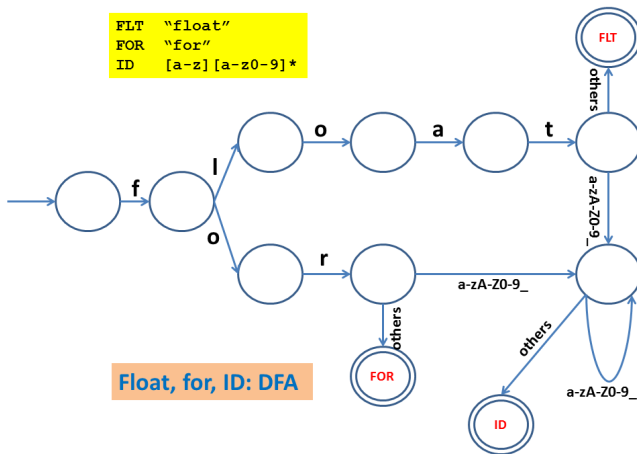 FLT “float”
FOR “for”
ID [a-z][a-z0-9]*
FLT
others
o
a
t
l
f
a-zA-Z0-9_
o
r
a-zA-Z0-9_
others
others
FOR
Float, for, ID: DFA
a-zA-Z0-9_
ID